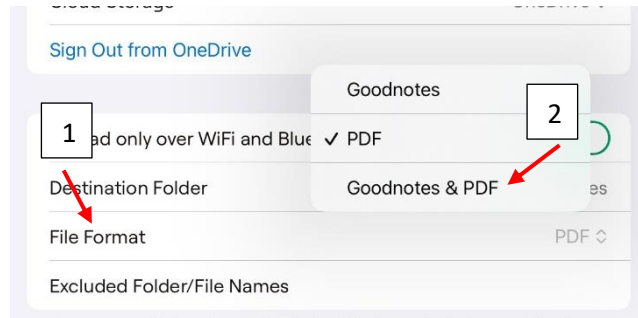 Sign Out from OneDrive
Goodnotes
2
1
ad only over WiFi and Blue ✓ PDF
Destination Folder
Goodnotes & PDF
es
File Format
PDF
Excluded Folder/File Names